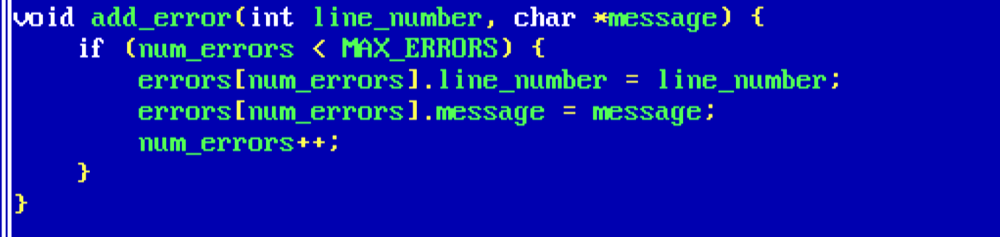 void add_error(int line_number, char *message) {
    if (num_errors < MAX_ERRORS) {
        errors[num_errors].line_number = line_number;
        errors[num_errors].message = message;
        num_errors++;
    }
}